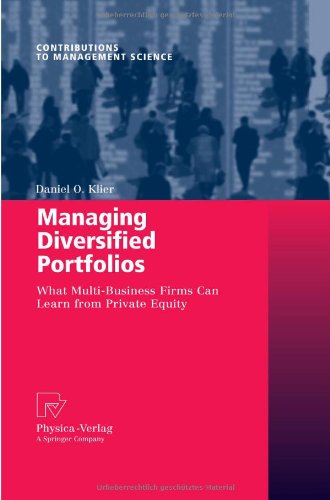 Urheberrechtlich geschütztes Material
CONTRIBUTIONS
TO MANAGEMENT SCIENCE
Daniel O. Klier
Managing
Diversified
Portfolios
What Multi-Business Firms Can
Learn from Private Equity
Physica-Verlag
A Springer Company
Urheberrechtlich geschütztes Material